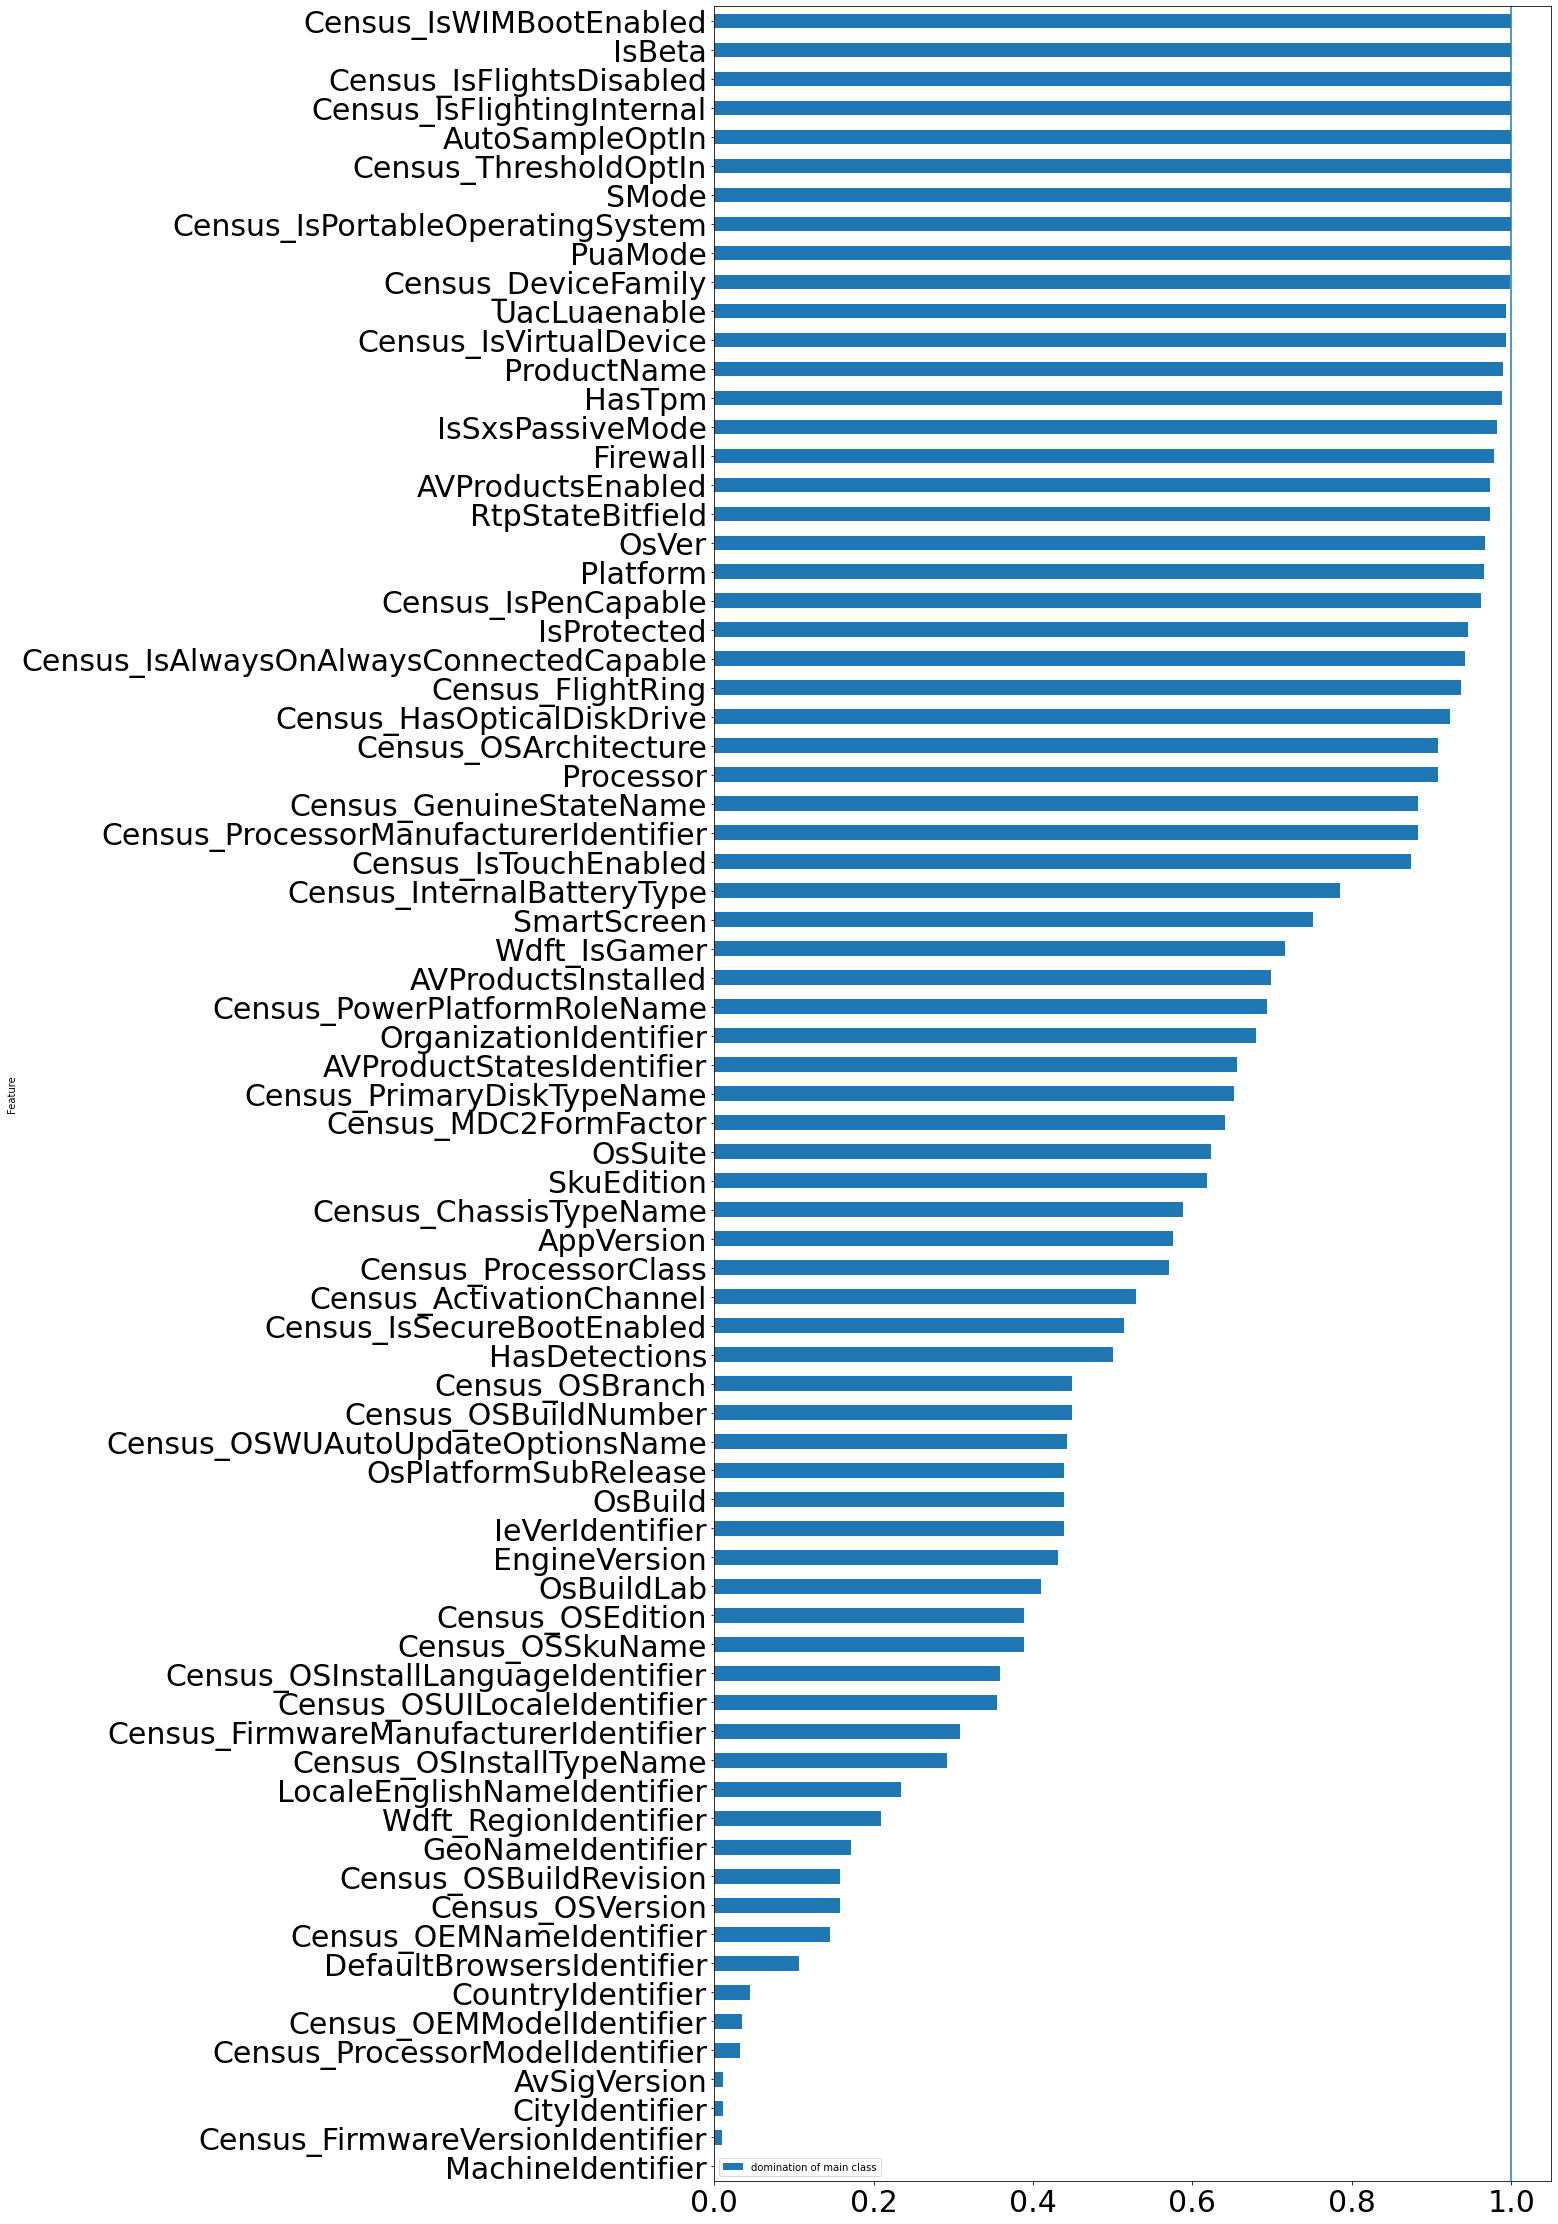 Census_IsWIMBootEnabled
IsBeta
Census_IsFlightsDisabled
Census_IsFlightingInternal
AutoSampleOptIn
Census_ThresholdOptIn
SMode
Census_IsPortableOperatingSystem
PuaMode
Census_DeviceFamily
UacLuaenable
Census_IsVirtualDevice
ProductName
HasTpm
IsSxsPassiveMode
Firewall
AVProductsEnabled
RtpStateBitfield
OsVer
Platform
Census_IsPenCapable
IsProtected
Census_IsAlwaysOnAlwaysConnectedCapable
Census_FlightRing
Census_HasOpticalDiskDrive
Census_OSArchitecture
Processor
Census_GenuineStateName
Census_ProcessorManufacturerIdentifier
Census_IsTouchEnabled
Census_InternalBatteryType
SmartScreen
Wdft_IsGamer
AVProductsInstalled
Census_PowerPlatformRoleName
OrganizationIdentifier
AVProductStatesIdentifier
Census_PrimaryDiskTypeName
Census_MDC2FormFactor
OsSuite
SkuEdition
Census_ChassisTypeName
AppVersion
Census_ProcessorClass
Census_ActivationChannel
Census_IsSecureBootEnabled
HasDetections
Census_OSBranch
Census_OSBuildNumber
Census_OSWUAutoUpdateOptionsName
OsPlatformSubRelease
OsBuild
IeVerIdentifier
EngineVersion
OsBuildLab
Census_OSEdition
Census_OSSkuName
Census_OSInstallLanguageIdentifier
Census_OSUILocaleIdentifier
Census_FirmwareManufacturerIdentifier
Census_OSInstallTypeName
LocaleEnglishNameIdentifier
Wdft_RegionIdentifier
GeoNameIdentifier
Census_OSBuildRevision
Census_OSVersion
Census_OEMNameIdentifier
DefaultBrowsersIdentifier
CountryIdentifier
Census_OEMModelIdentifier
Census_ProcessorModelIdentifier
AvSigVersion
CityIdentifier
Census_FirmwareVersionIdentifier
MachineIdentifier
Feature
domination of main class
0.0 0.2 0.4 0.6 0.8 1.0